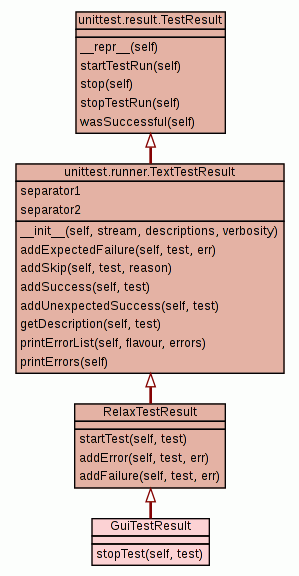 unittest.result.TestResult
__repr__(self)
startTestRun(self)
stop(self)
stopTestRun(self)
wasSuccessful(self)
unittest.runner.TextTestResult
separator1
separator2
__init__(self, stream, descriptions, verbosity)
addExpectedFailure(self, test, err)
addSkip(self, test, reason)
addSuccess(self, test)
addUnexpectedSuccess(self, test)
getDescription(self, test)
printErrorList(self, flavour, errors)
printErrors(self)
RelaxTestResult
startTest(self, test)
addError(self, test, err)
addFailure(self, test, err)
GuiTestResult
stopTest(self, test)